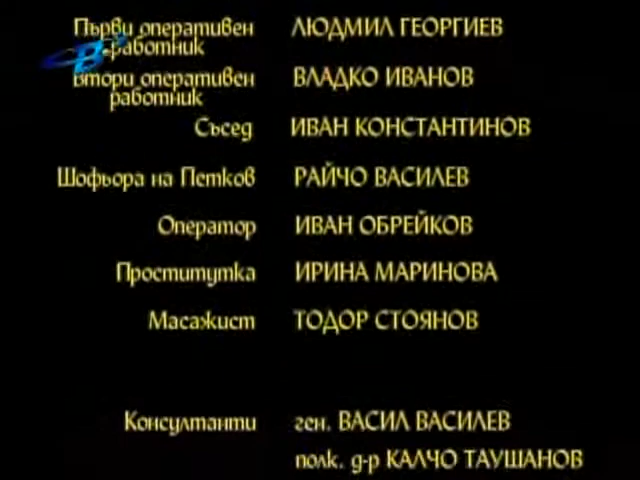 Първи оперативен ЛЮДМИЛ ГЕОРГИЕВ
работник
Втори оперативен ВЛАДКО ИВАНОВ
работник
Съсед ИВАН КОНСТАНТИНОВ
Шофьора на Петков РАЙЧО ВАСИЛЕВ
Оператор ИВАН ОБРЕЙКОВ
Проститутка ИРИНА МАРИНОВА
Масажист ТОДОР СТОЯНОВ
Консултанти ген. ВАСИЛ ВАСИЛЕВ
полк. д-р КАЛЧО ТАУШАНОВ